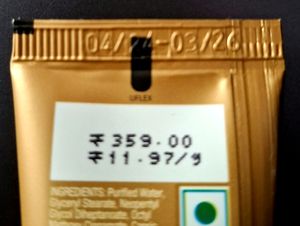 04/24-03/26
UFLEX
₹ 359.00
₹11.97/g
INGREDIENTS: Purified Water,
Glyceryl Stearate, Neopentyl
Glycol Diheptanoate, Octyl